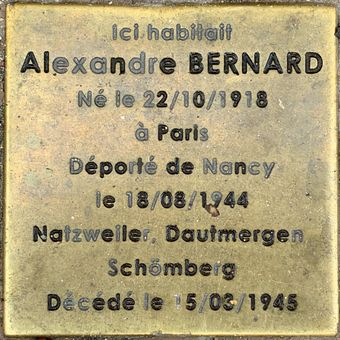 Ici habitait
Alexandre BERNARD
Né le 22/10/1918
à Paris
Déporté de Nancy
le 18/08/1944
Natzweiler, Dautmergen
Schömberg
Décédé le 15/03/1945